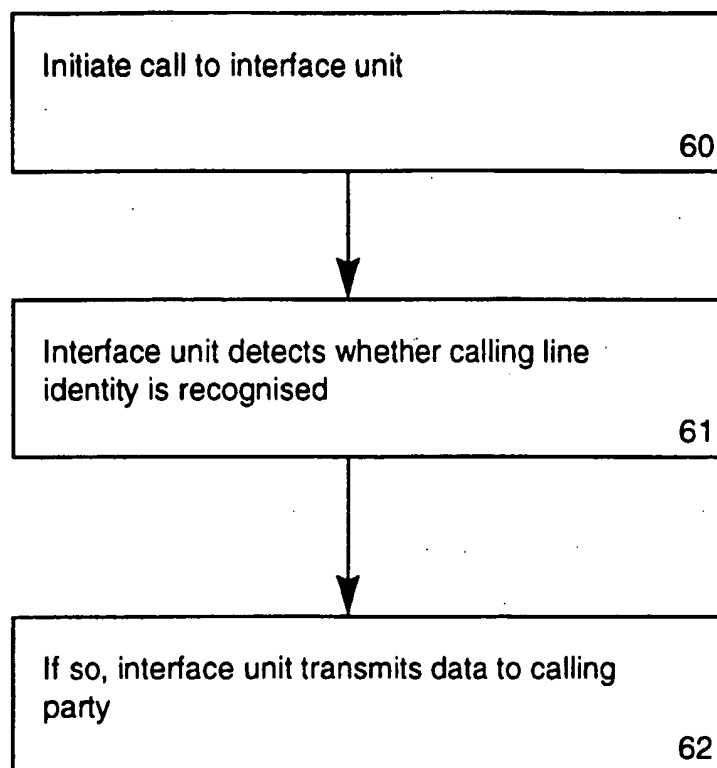 Initiate call to interface unit
60
Interface unit detects whether calling line
identity is recognised
61
If so, interface unit transmits data to calling
party
62